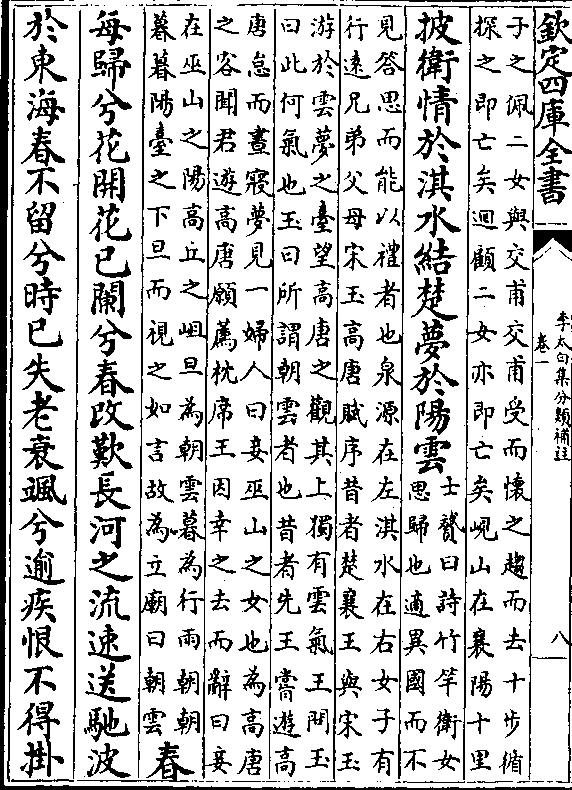 欽定四庫全書
李太白集分類補註
卷一
八
子之佩二女與交甫交甫受而懷之趨而去十步循
探之即亡矣迴顧二女亦即亡矣峴山在襄陽十里
披衛情於淇水結楚夢於陽雲
士贇曰詩竹竿衛女
思歸也適異國而不
見答思而能以禮者也泉源在左淇水在右女子有
行遠兄弟父母宋玉高唐賦序昔者楚襄王與宋玉
游於雲夢之臺望高唐之觀其上獨有雲氣王問玉
曰此何氣也玉曰所謂朝雲者也昔者先王嘗遊高
唐怠而晝寢夢見一婦人曰妾巫山之女也為高唐
之客聞君遊高唐願薦枕席王因幸之去而辭曰妾
在巫山之陽高丘之岨旦為朝雲暮為行雨朝朝
暮暮陽臺之下旦而視之如言故為立廟曰朝雲
春
每歸兮花開花已闌兮春改歎長河之流速送馳波
於東海春不留兮時已失老衰颯兮逾疾恨不得掛